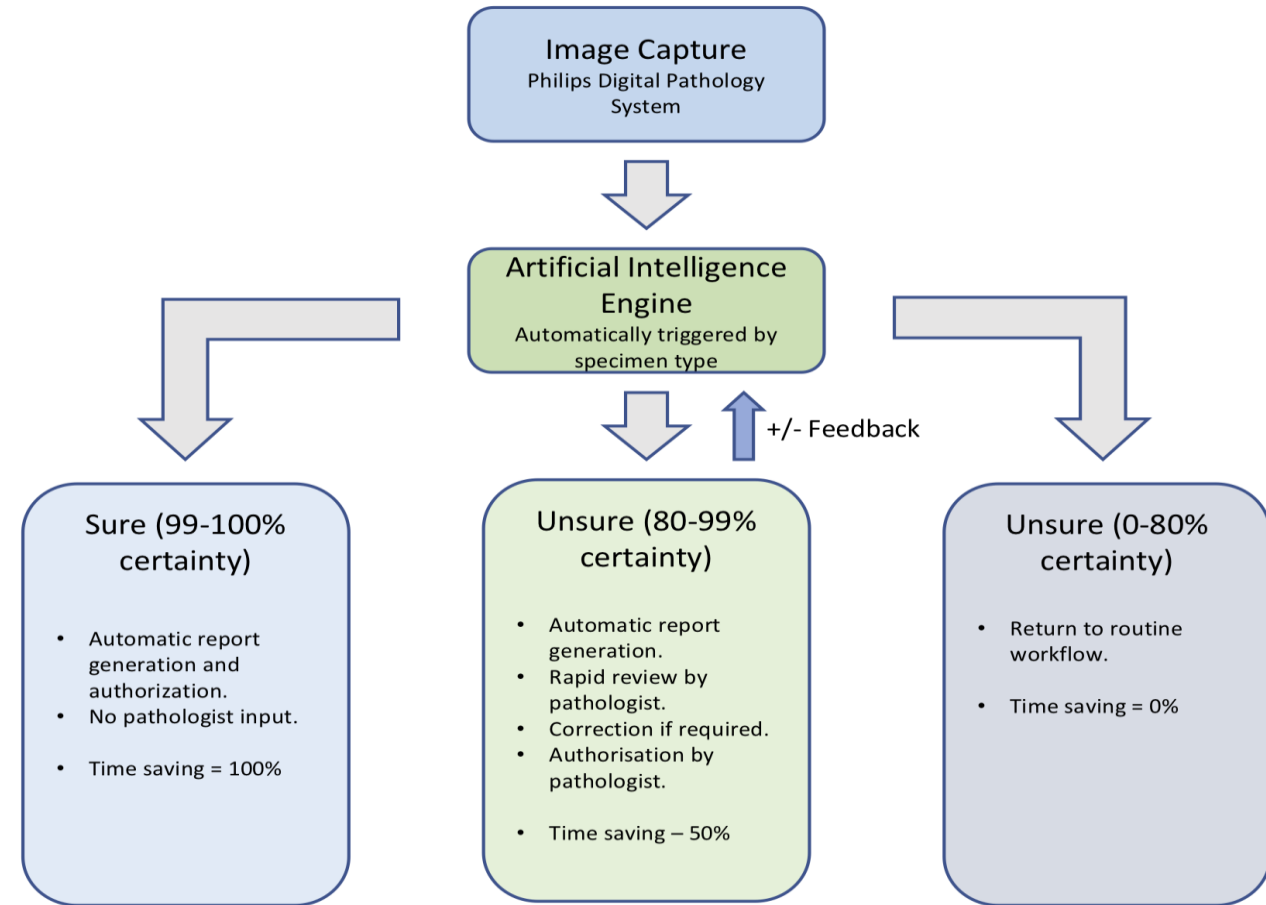 Image Capture
Philips Digital Pathology
System
Artificial Intelligence
Engine
Automatically triggered by
specimen type
+/- Feedback
Sure (99-100%
certainty)
• Automatic report
generation and
authorization.
• No pathologist input.
• Time saving = 100%
Unsure (80-99%
certainty)
• Automatic report
generation.
• Rapid review by
pathologist.
• Correction if required.
• Authorisation by
pathologist.
• Time saving – 50%
Unsure (0-80%
certainty)
• Return to routine
workflow.
• Time saving = 0%